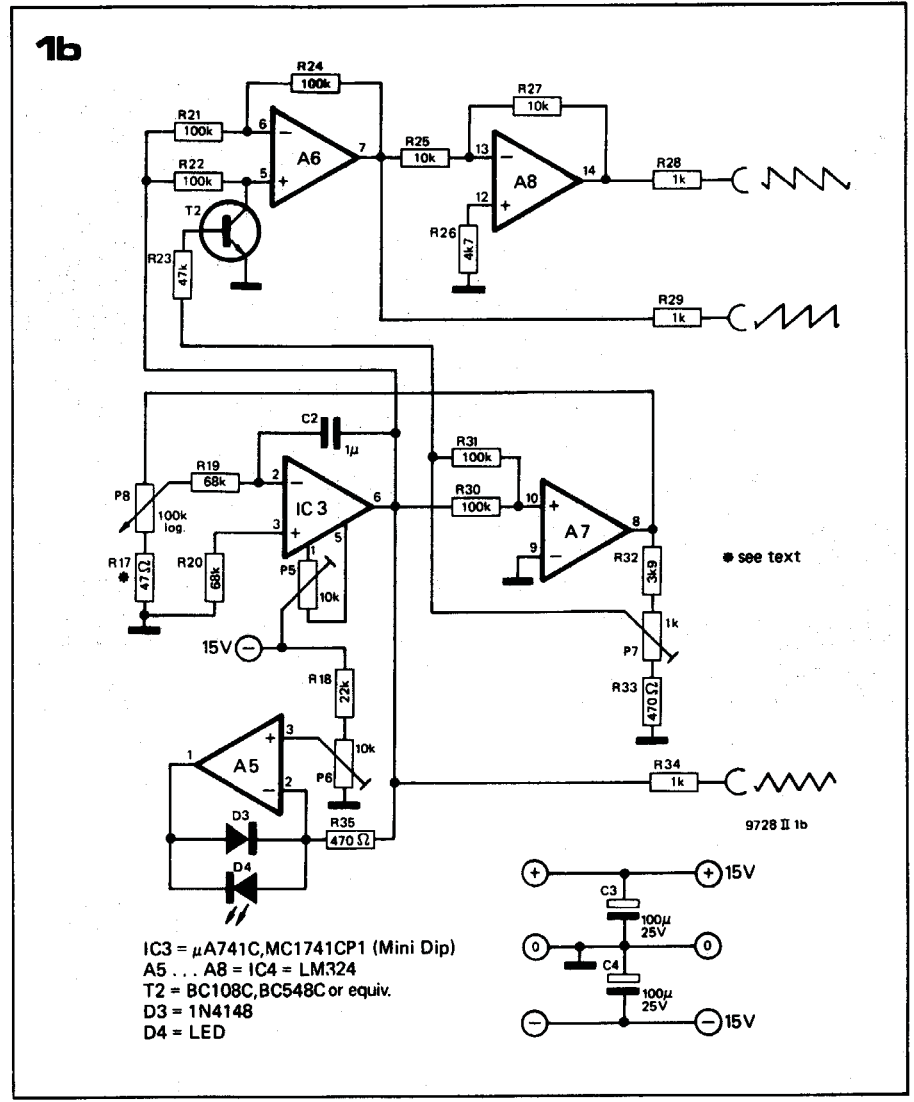 1b
R24
100k
R21
100k
6
−
A6
7
R22
100k
5
+
T2
R23
47k
R25
10k
R27
10k
13
−
A8
14
12
+
R26
4k7
R28
1k
R29
1k
C2
1μ
R19
68k
2
−
IC3
6
3
+
1
5
P8
100k
log.
R17
*
47Ω
R20
68k
P5
10k
15V −
R31
100k
R30
100k
10
+
A7
8
9
−
R32
3k9
* see text
1k
P7
R33
470Ω
R18
22k
10k
P6
1
A5
+
3
−
2
D3
D4
R35
470Ω
R34
1k
9728 II 1b
+ + 15V
C3
100μ
25V
0 0
C4
100μ
25V
− − 15V
IC3 = μA741C,MC1741CP1 (Mini Dip)
A5 . . . A8 = IC4 = LM324
T2 = BC108C,BC548C or equiv.
D3 = 1N4148
D4 = LED